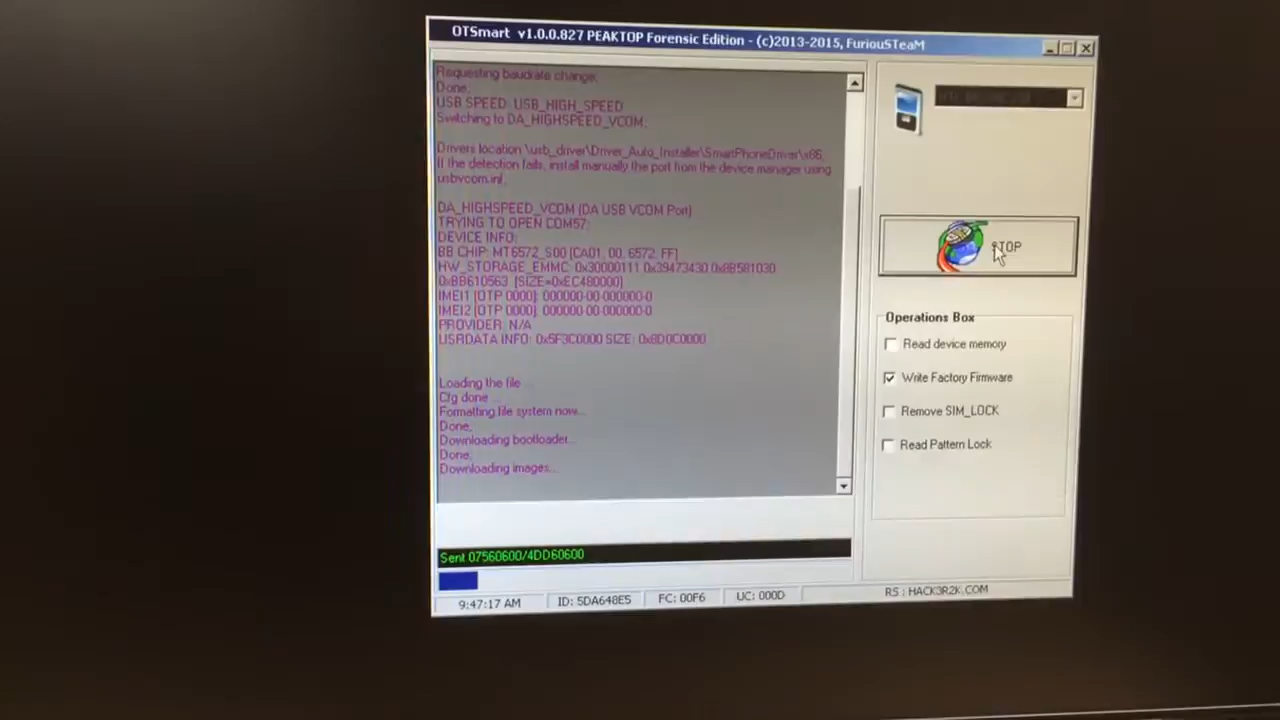 OTSmart v1.0.0.827 PEAKTOP Forensic Edition - (c)2013-2015, FuriouSTeaM
Requesting baudrate change;
Done.
USB SPEED: USB_HIGH_SPEED
Switching to DA_HIGHSPEED_VCOM;
Drivers location \usb_driver\Driver_Auto_Installer\SmartPhoneDriver\x86,
If the detection fails, install manually the port from the device manager using
usbvcom.inf.
DA_HIGHSPEED_VCOM (DA USB VCOM Port)
TRYING TO OPEN COM57;
DEVICE INFO:
BB CHIP: MT6572_S00 [CA01, 00, 6572, FF]
HW_STORAGE_EMMC: 0x30000111 0x39473430 0x8B581030
0xBB610563 [SIZE=0xEC480000]
IMEI1 [OTP 0000]: 000000-00-000000-0
IMEI2 [OTP 0000]: 000000-00-000000-0
PROVIDER: N/A
USRDATA INFO: 0x5F3C0000 SIZE: 0x8D0C0000
Loading the file ...
Cfg done ...
Formatting file system now...
Done.
Downloading bootloader...
Done.
Downloading images...
Sent 07560600/4DD60600
9:47:17 AM ID: 5DA648E5 FC: 00F6 UC: 000D RS : HACK3R2K.COM
STOP
Operations Box
Read device memory
Write Factory Firmware
Remove SIM_LOCK
Read Pattern Lock